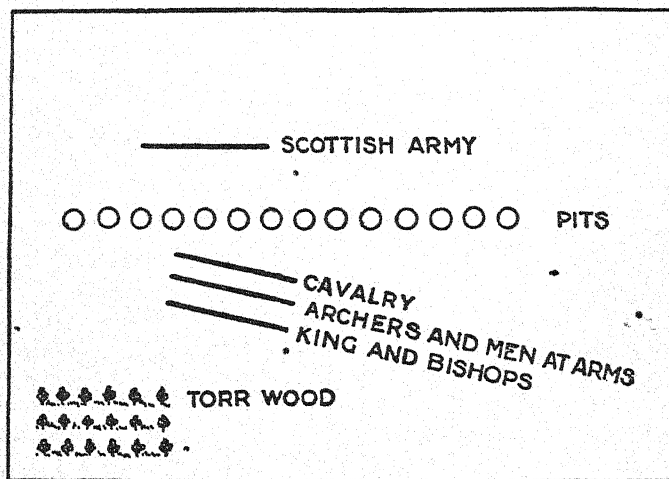 SCOTTISH ARMY
PITS
CAVALRY
ARCHERS AND MEN AT ARMS
KING AND BISHOPS
TORR WOOD